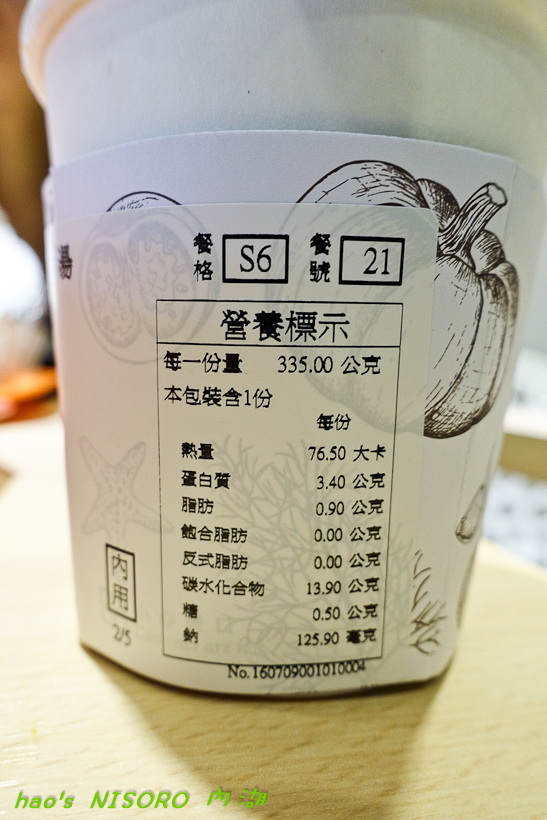 湯
餐格 S6 餐號 21
營養標示
每一份量 335.00 公克
本包裝含1份
每份
熱量 76.50 大卡
蛋白質 3.40 公克
脂肪 0.90 公克
飽合脂肪 0.00 公克
反式脂肪 0.00 公克
碳水化合物 13.90 公克
糖 0.50 公克
鈉 125.90 毫克
內用
2/5
No.160709001010004
hao's NISORO 內湖